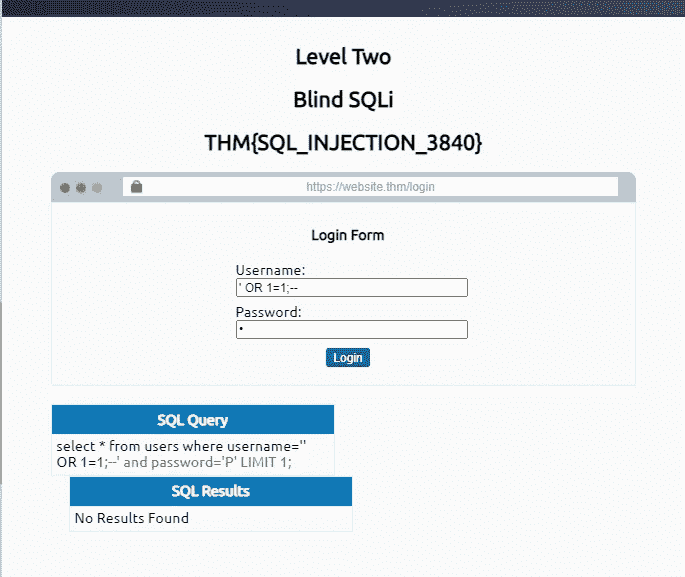 Level Two
Blind SQLi
THM{SQL_INJECTION_3840}
https://website.thm/login
Login Form
Username:
' OR 1=1;--
Password:
•
Login
SQL Query
select * from users where username=''
OR 1=1;--' and password='P' LIMIT 1;
SQL Results
No Results Found